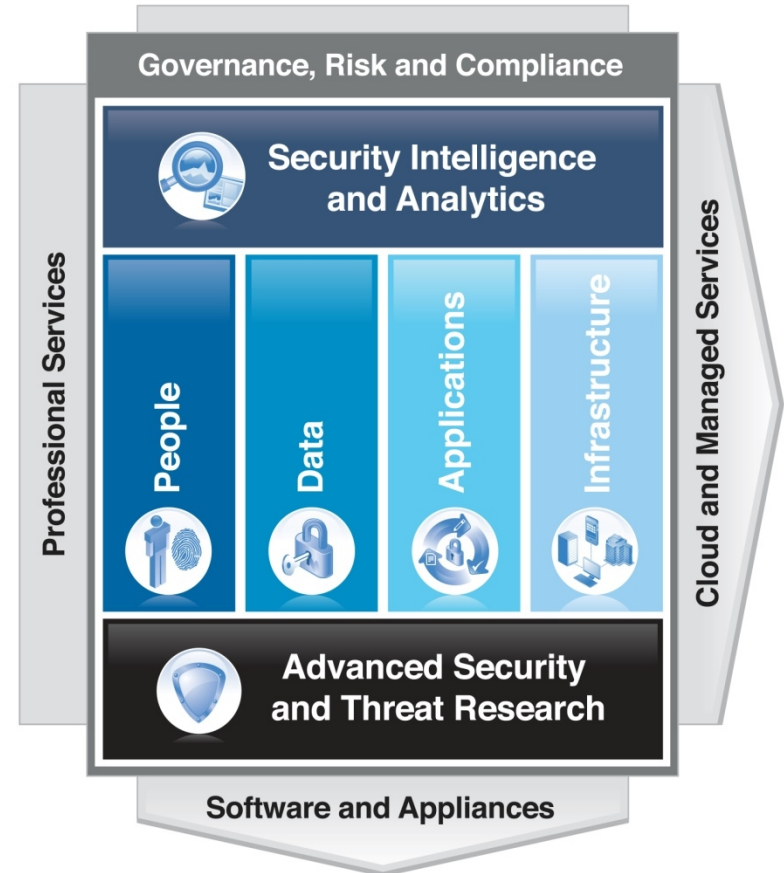 Governance, Risk and Compliance
Security Intelligence
and Analytics
Professional Services
People
Data
Applications
Infrastructure
Cloud and Managed Services
Advanced Security
and Threat Research
Software and Appliances